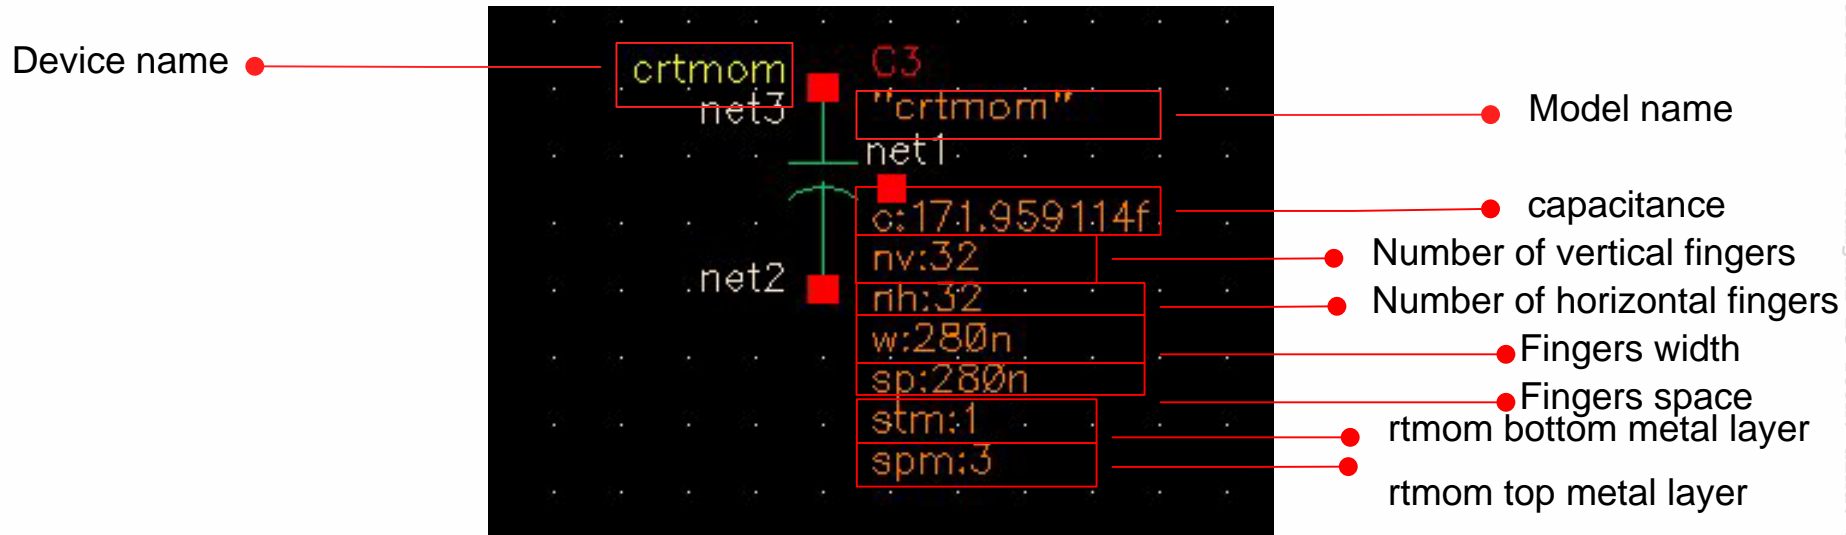 Device name
crtmom
C3
net3
"crtmom"
Model name
net1
c:171.959114f
capacitance
nv:32
Number of vertical fingers
net2
nh:32
Number of horizontal fingers
w:280n
Fingers width
sp:280n
Fingers space
stm:1
rtmom bottom metal layer
spm:3
rtmom top metal layer